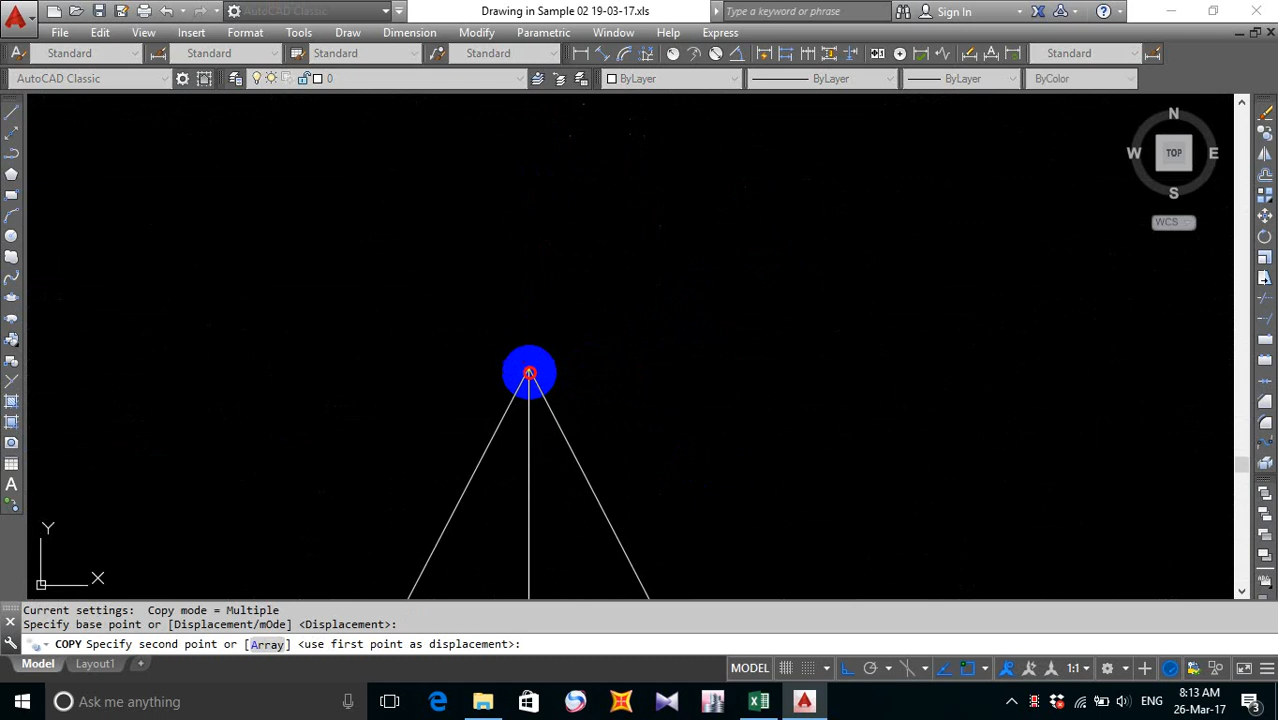 AutoCAD Classic
Drawing in Sample 02 19-03-17.xls
Type a keyword or phrase
Sign In
File Edit View Insert Format Tools Draw Dimension Modify Parametric Window Help Express
Standard Standard Standard Standard Standard
AutoCAD Classic 0 ByLayer ByLayer ByLayer ByColor
N
W TOP E
S
WCS
Y
X
Current settings: Copy mode = Multiple
Specify base point or [Displacement/mOde] <Displacement>:
COPY Specify second point or [Array] <use first point as displacement>:
Model Layout1 + MODEL 1:1
Ask me anything
ENG
8:13 AM
26-Mar-17
3